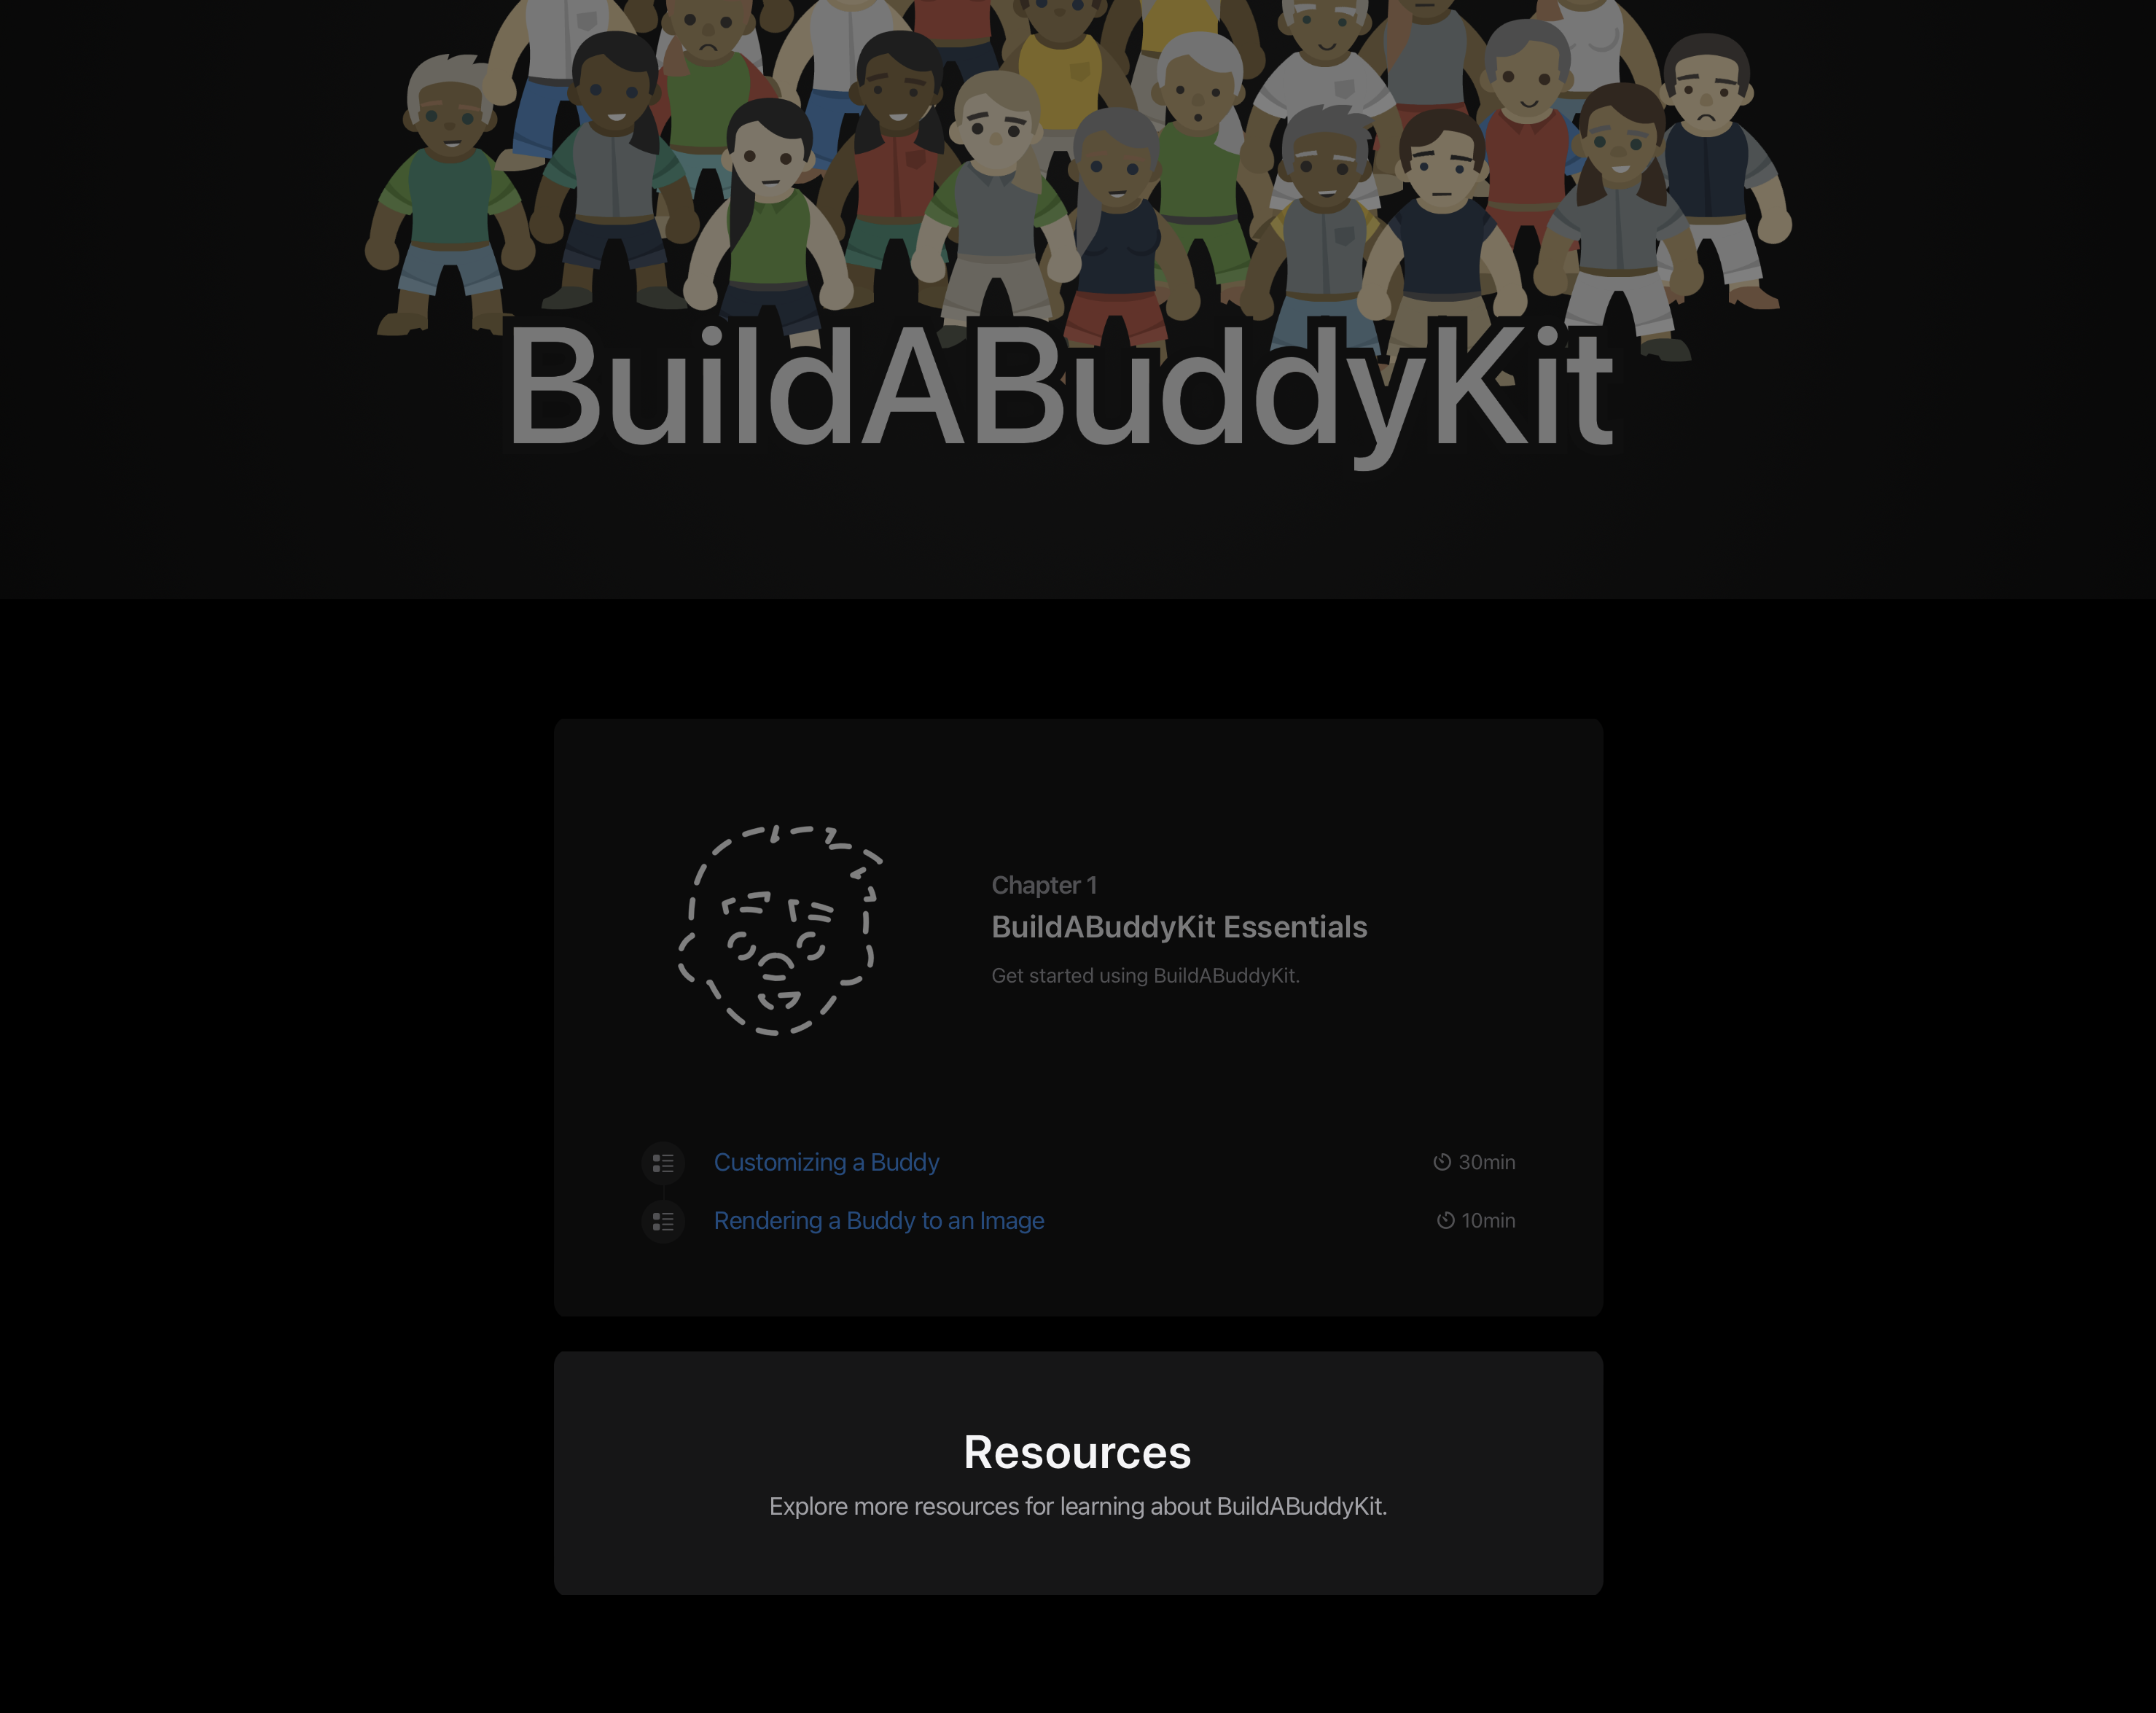 BuildABuddyKit
Chapter 1
BuildABuddyKit Essentials
Get started using BuildABuddyKit.
Customizing a Buddy
30min
Rendering a Buddy to an Image
10min
Resources
Explore more resources for learning about BuildABuddyKit.